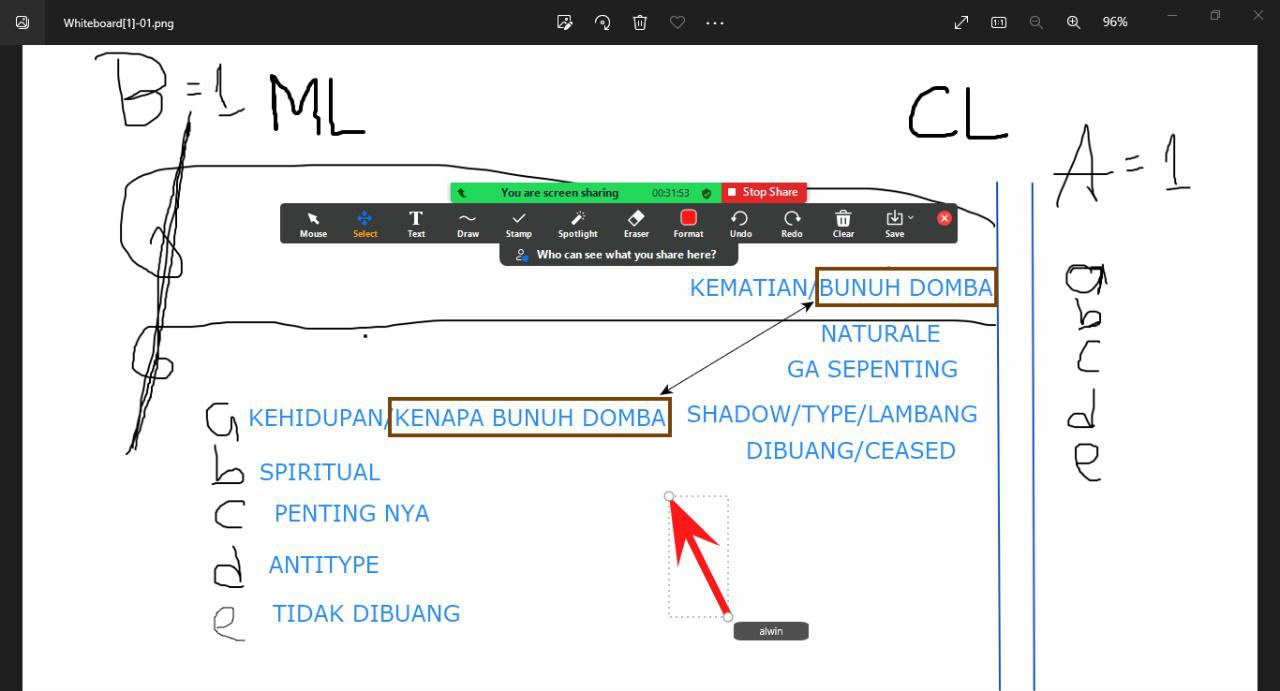 Whiteboard[1]-01.png
96%
B = 1 ML
CL
A = 1
You are screen sharing 00:31:53 Stop Share
Mouse Select Text Draw Stamp Spotlight Eraser Format Undo Redo Clear Save
Who can see what you share here?
KEMATIAN/BUNUH DOMBA
a
NATURALE
b
GA SEPENTING
c
a KEHIDUPAN/KENAPA BUNUH DOMBA
SHADOW/TYPE/LAMBANG
d
DIBUANG/CEASED
e
b SPIRITUAL
c PENTING NYA
d ANTITYPE
e TIDAK DIBUANG
alwin